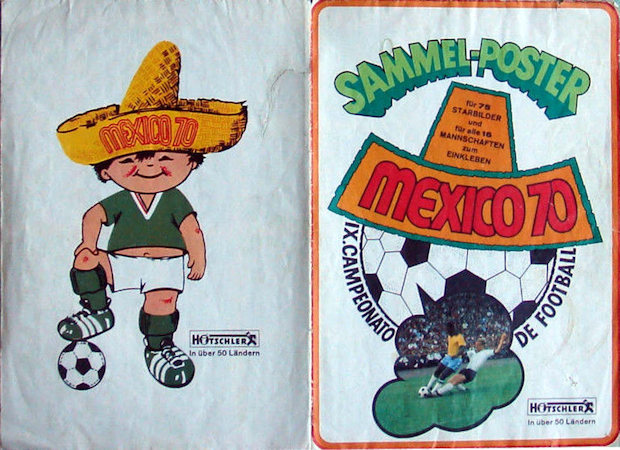 MEXICO 70
HOTSCHLER
In über 50 Ländern
SAMMEL-POSTER
für 75
STARBILDER
und
für alle 16
MANNSCHAFTEN
zum
EINKLEBEN
MEXICO 70
IX. CAMPEONATO
DE FOOTBALL
HOTSCHLER
In über 50 Ländern